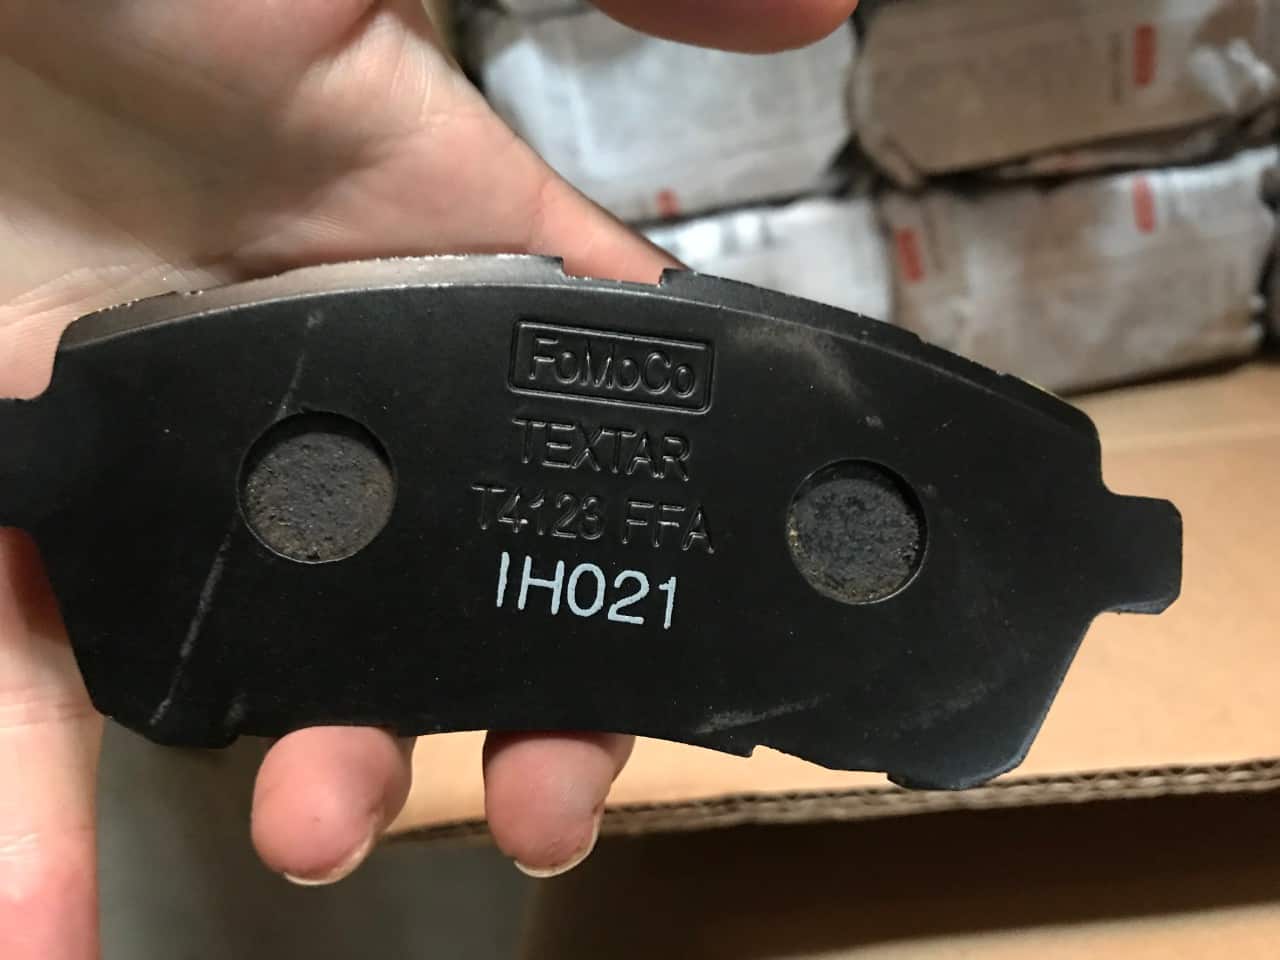 FoMoCo
TEXTAR
T4123 FFA
IH021